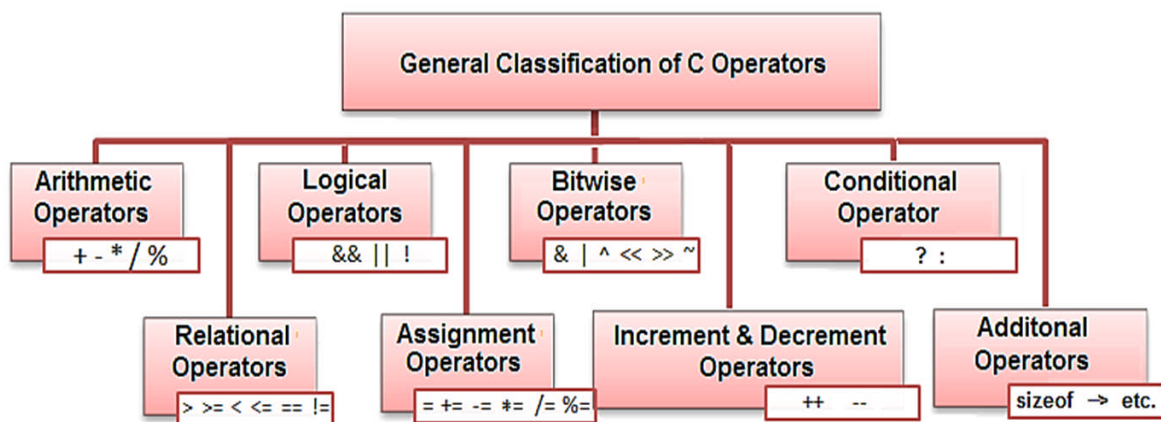 General Classification of C Operators
Arithmetic
Operators
+ - * / %
Logical
Operators
&& || !
Bitwise
Operators
& | ^ << >> ~
Conditional
Operator
? :
Relational
Operators
> >= < <= == !=
Assignment
Operators
= += -= *= /= %=
Increment & Decrement
Operators
++ --
Additonal
Operators
sizeof -> etc.